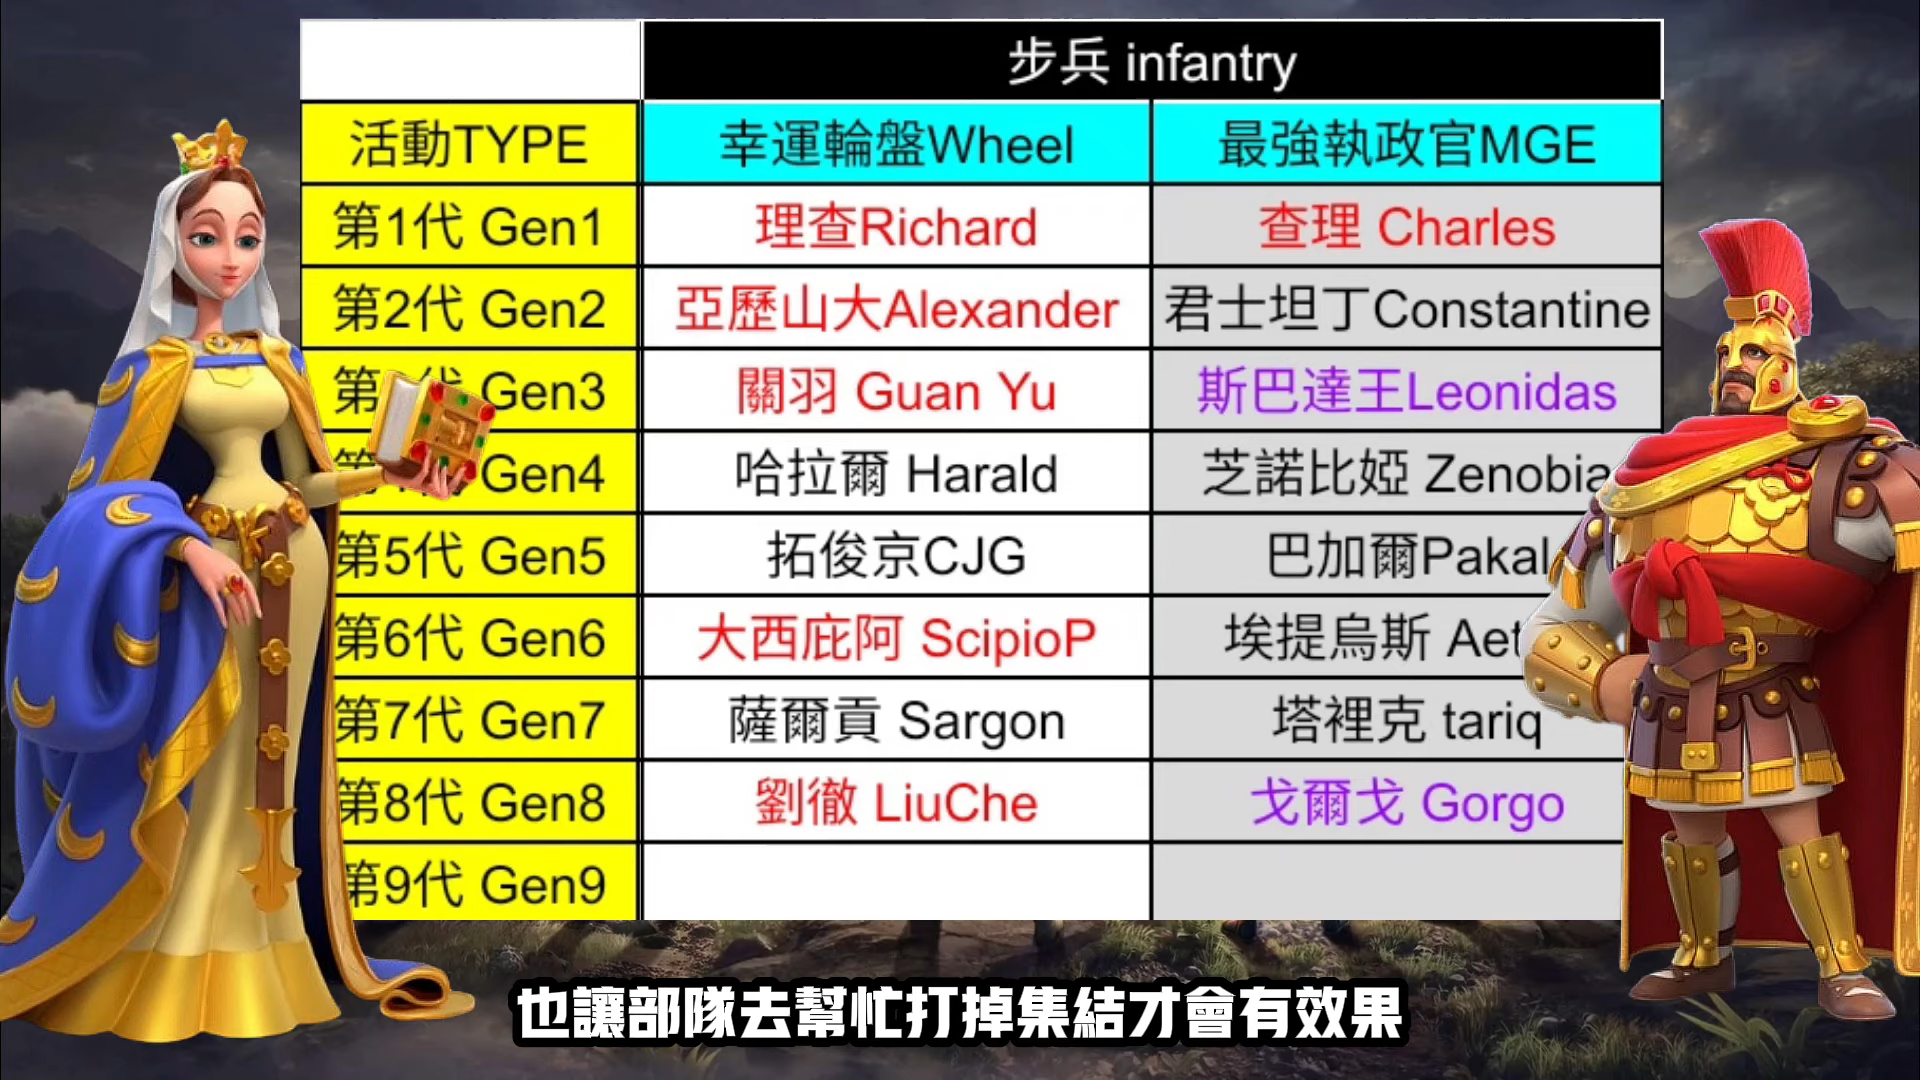 步兵 infantry
活動TYPE 幸運輪盤Wheel 最強執政官MGE
第1代 Gen1 理查Richard 查理 Charles
第2代 Gen2 亞歷山大Alexander 君士坦丁Constantine
第 代 Gen3 關羽 Guan Yu 斯巴達王Leonidas
第 Gen4 哈拉爾 Harald 芝諾比婭 Zenobia
第5代 Gen5 拓俊京CJG 巴加爾Pakal
第6代 Gen6 大西庇阿 ScipioP 埃提烏斯 Aet
第7代 Gen7 薩爾貢 Sargon 塔裡克 tariq
第8代 Gen8 劉徹 LiuChe 戈爾戈 Gorgo
第9代 Gen9
也讓部隊去幫忙打掉集結才會有效果